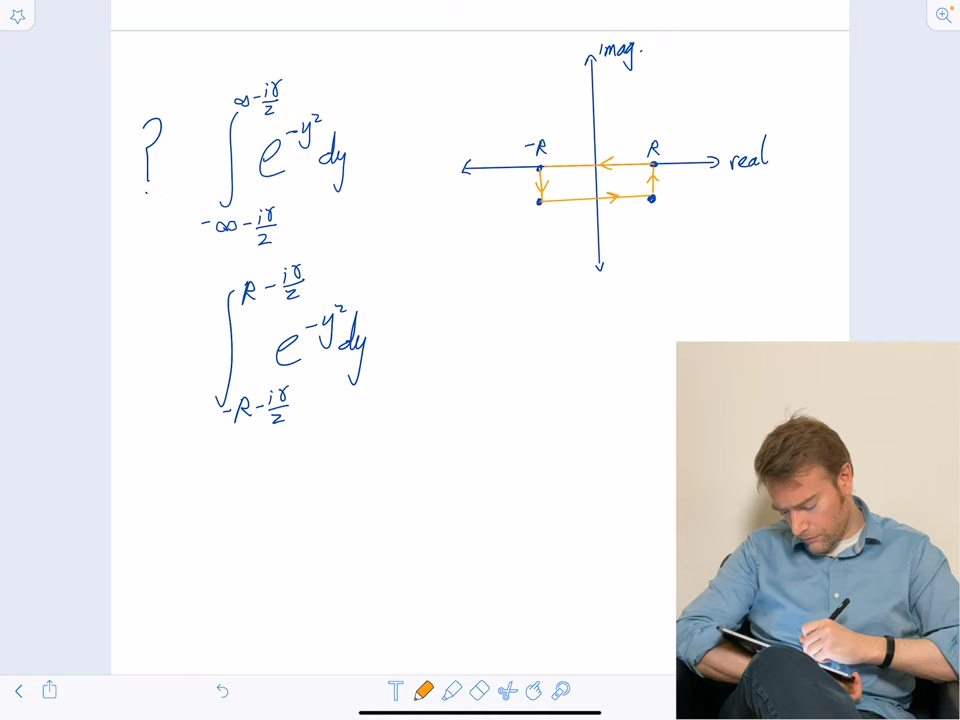 ? ∫_{-∞ - iγ/2}^{∞ - iγ/2} e^{-y²} dy
∫_{-R - iγ/2}^{R - iγ/2} e^{-y²} dy
imag.
-R R real
T